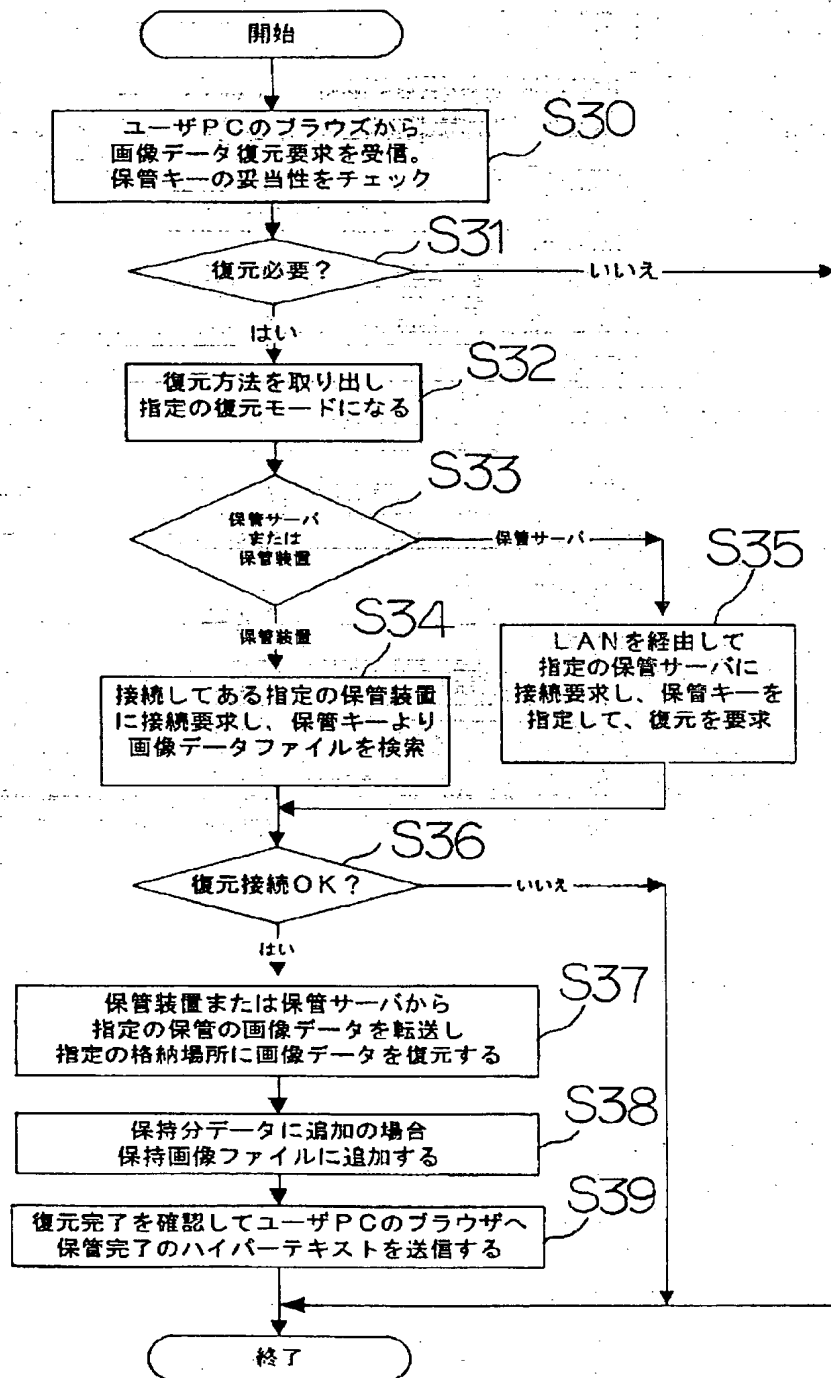 開始
ユーザPCのブラウズから
画像データ復元要求を受信。
保管キーの妥当性をチェック
S30
復元必要?
S31
いいえ
はい
復元方法を取り出し
指定の復元モードになる
S32
保管サーバ
または
保管装置
S33
保管サーバ
保管装置
接続してある指定の保管装置
に接続要求し、保管キーより
画像データファイルを検索
S34
LANを経由して
指定の保管サーバに
接続要求し、保管キーを
指定して、復元を要求
S35
復元接続OK?
S36
いいえ
はい
保管装置または保管サーバから
指定の保管の画像データを転送し
指定の格納場所に画像データを復元する
S37
保持分データに追加の場合
保持画像ファイルに追加する
S38
復元完了を確認してユーザPCのブラウザへ
保管完了のハイパーテキストを送信する
S39
終了